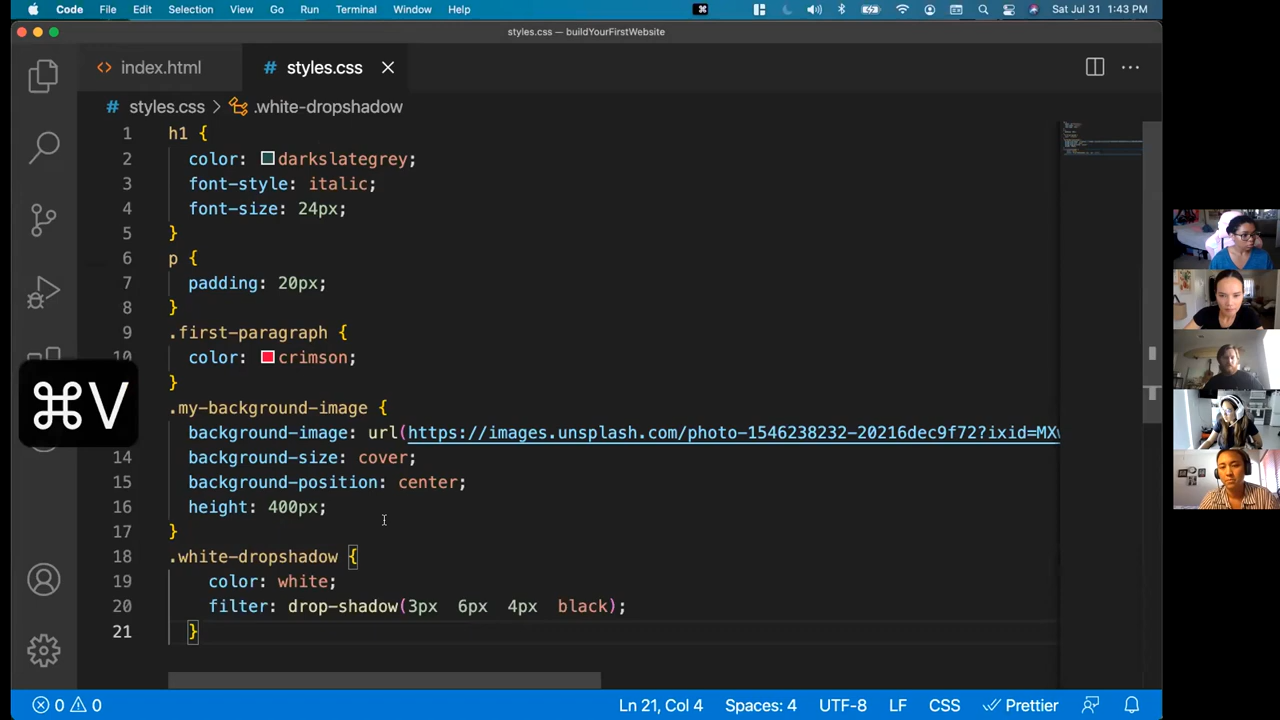 Code File Edit Selection View Go Run Terminal Window Help Sat Jul 31 1:43 PM
styles.css — buildYourFirstWebsite
<> index.html # styles.css
# styles.css > .white-dropshadow
1 h1 {
2 color: darkslategrey;
3 font-style: italic;
4 font-size: 24px;
5 }
6 p {
7 padding: 20px;
8 }
9 .first-paragraph {
10 color: crimson;
}
.my-background-image {
background-image: url(https://images.unsplash.com/photo-1546238232-20216dec9f72?ixid=MX
14 background-size: cover;
15 background-position: center;
16 height: 400px;
17 }
18 .white-dropshadow {
19 color: white;
20 filter: drop-shadow(3px 6px 4px black);
21 }
⌘V
0 0 Ln 21, Col 4 Spaces: 4 UTF-8 LF CSS Prettier